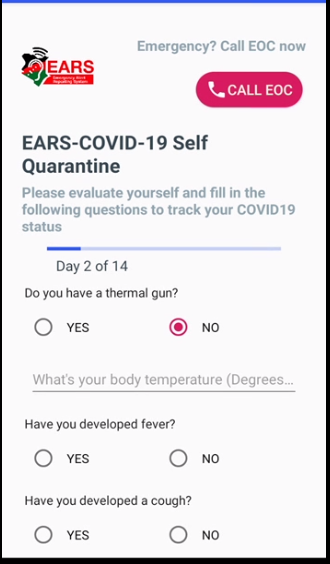 Emergency? Call EOC now
EARS
Emergency Alert
Reporting System
CALL EOC
EARS-COVID-19 Self
Quarantine
Please evaluate yourself and fill in the
following questions to track your COVID19
status
Day 2 of 14
Do you have a thermal gun?
YES
NO
What's your body temperature (Degrees...
Have you developed fever?
YES
NO
Have you developed a cough?
YES
NO